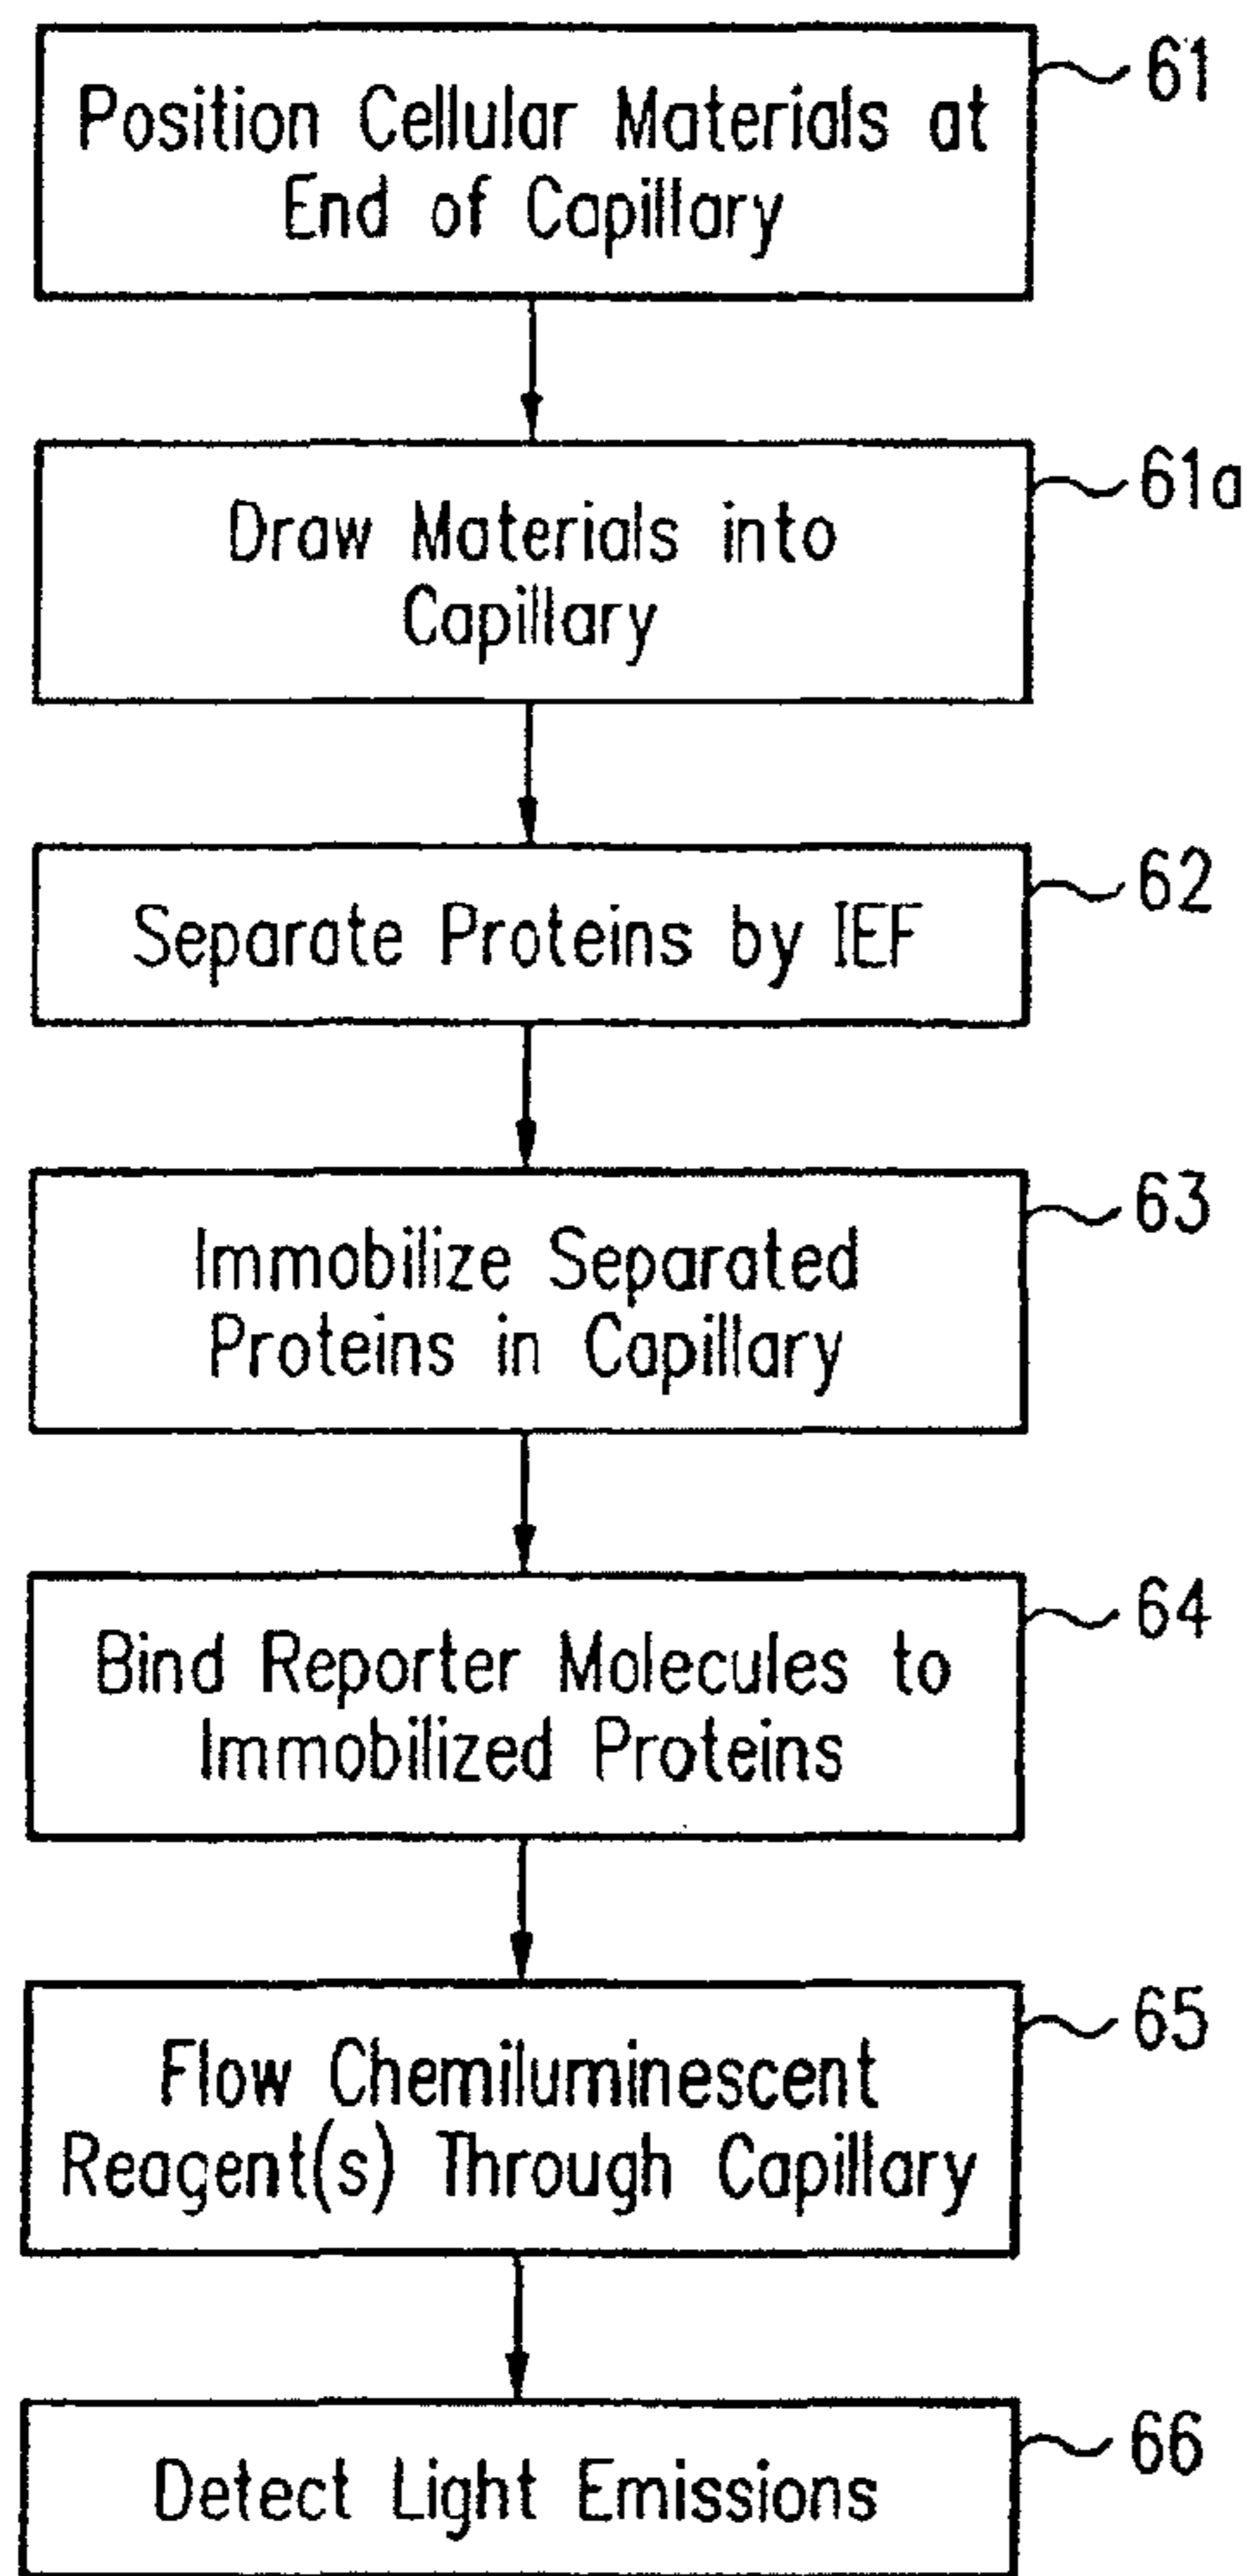 Position Cellular Materials at
End of Capillary
61
Draw Materials into
Capillary
61a
Separate Proteins by IEF
62
Immobilize Separated
Proteins in Capillary
63
Bind Reporter Molecules to
Immobilized Proteins
64
Flow Chemiluminescent
Reagent(s) Through Capillary
65
Detect Light Emissions
66